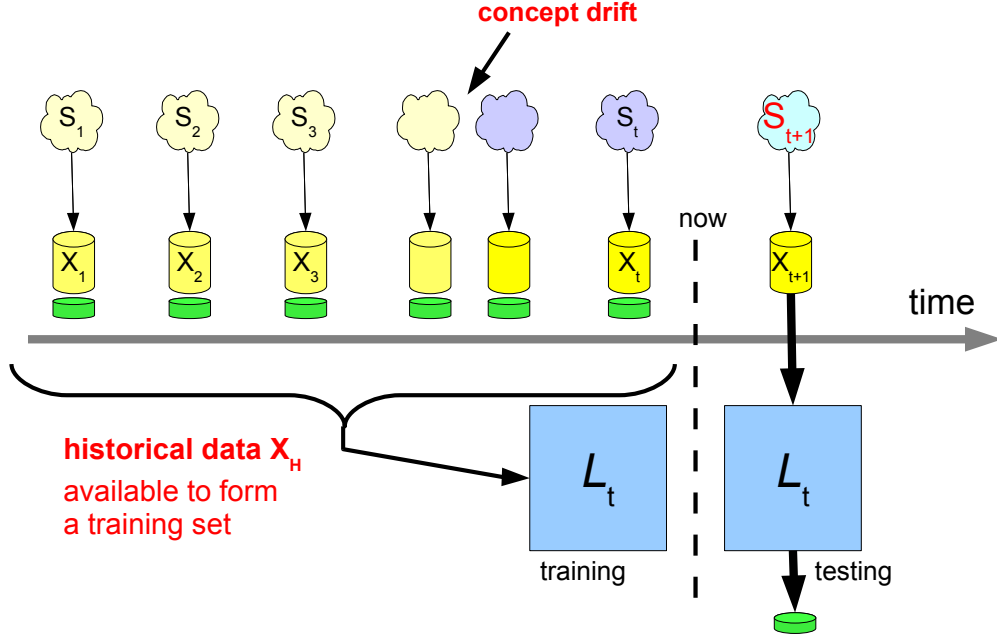 concept drift
S1 S2 S3 St St+1
now
X1 X2 X3 Xt Xt+1
time
historical data XH
available to form
a training set
Lt Lt
training testing